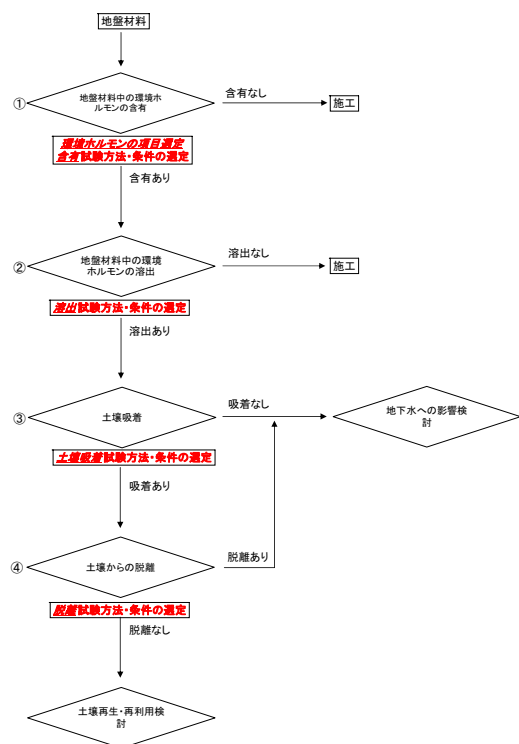 地盤材料
①
地盤材料中の環境ホ
ルモンの含有
含有なし
施工
環境ホルモンの項目選定
含有試験方法・条件の選定
含有あり
②
地盤材料中の環境
ホルモンの溶出
溶出なし
施工
溶出試験方法・条件の選定
溶出あり
③
土壌吸着
吸着なし
地下水への影響検
討
土壌吸着試験方法・条件の選定
吸着あり
④
土壌からの脱離
脱離あり
脱離試験方法・条件の選定
脱離なし
土壌再生・再利用検
討